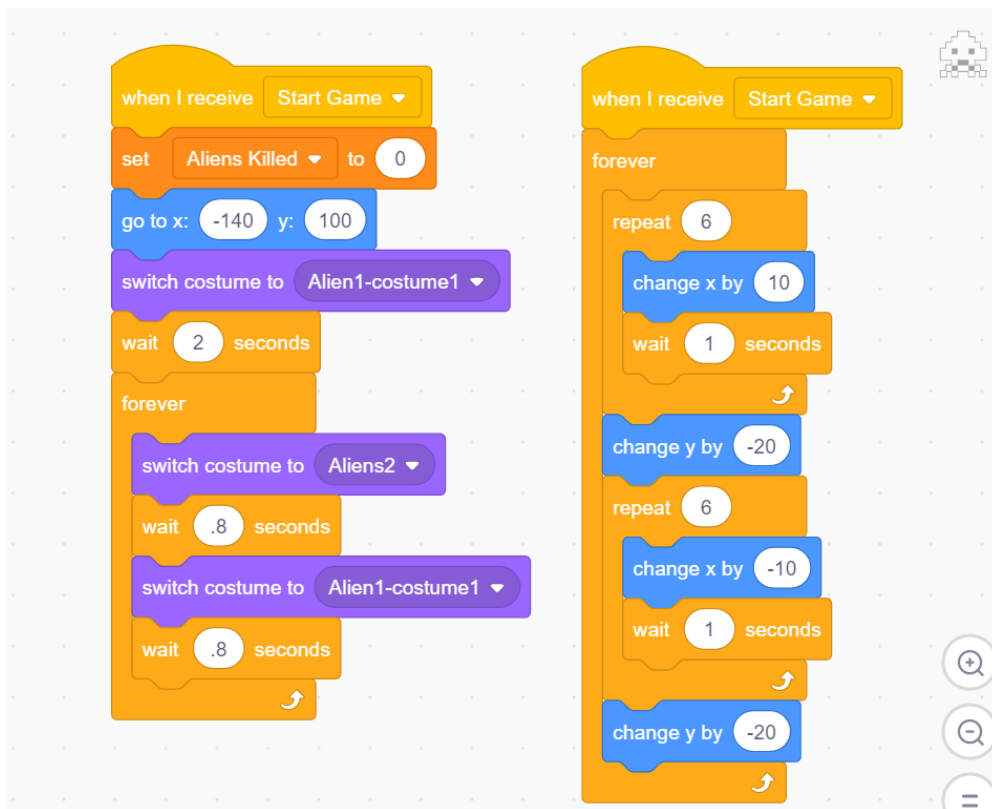 when I receive Start Game
set Aliens Killed to 0
go to x: -140 y: 100
switch costume to Alien1-costume1
wait 2 seconds
forever
switch costume to Aliens2
wait .8 seconds
switch costume to Alien1-costume1
wait .8 seconds
when I receive Start Game
forever
repeat 6
change x by 10
wait 1 seconds
change y by -20
repeat 6
change x by -10
wait 1 seconds
change y by -20